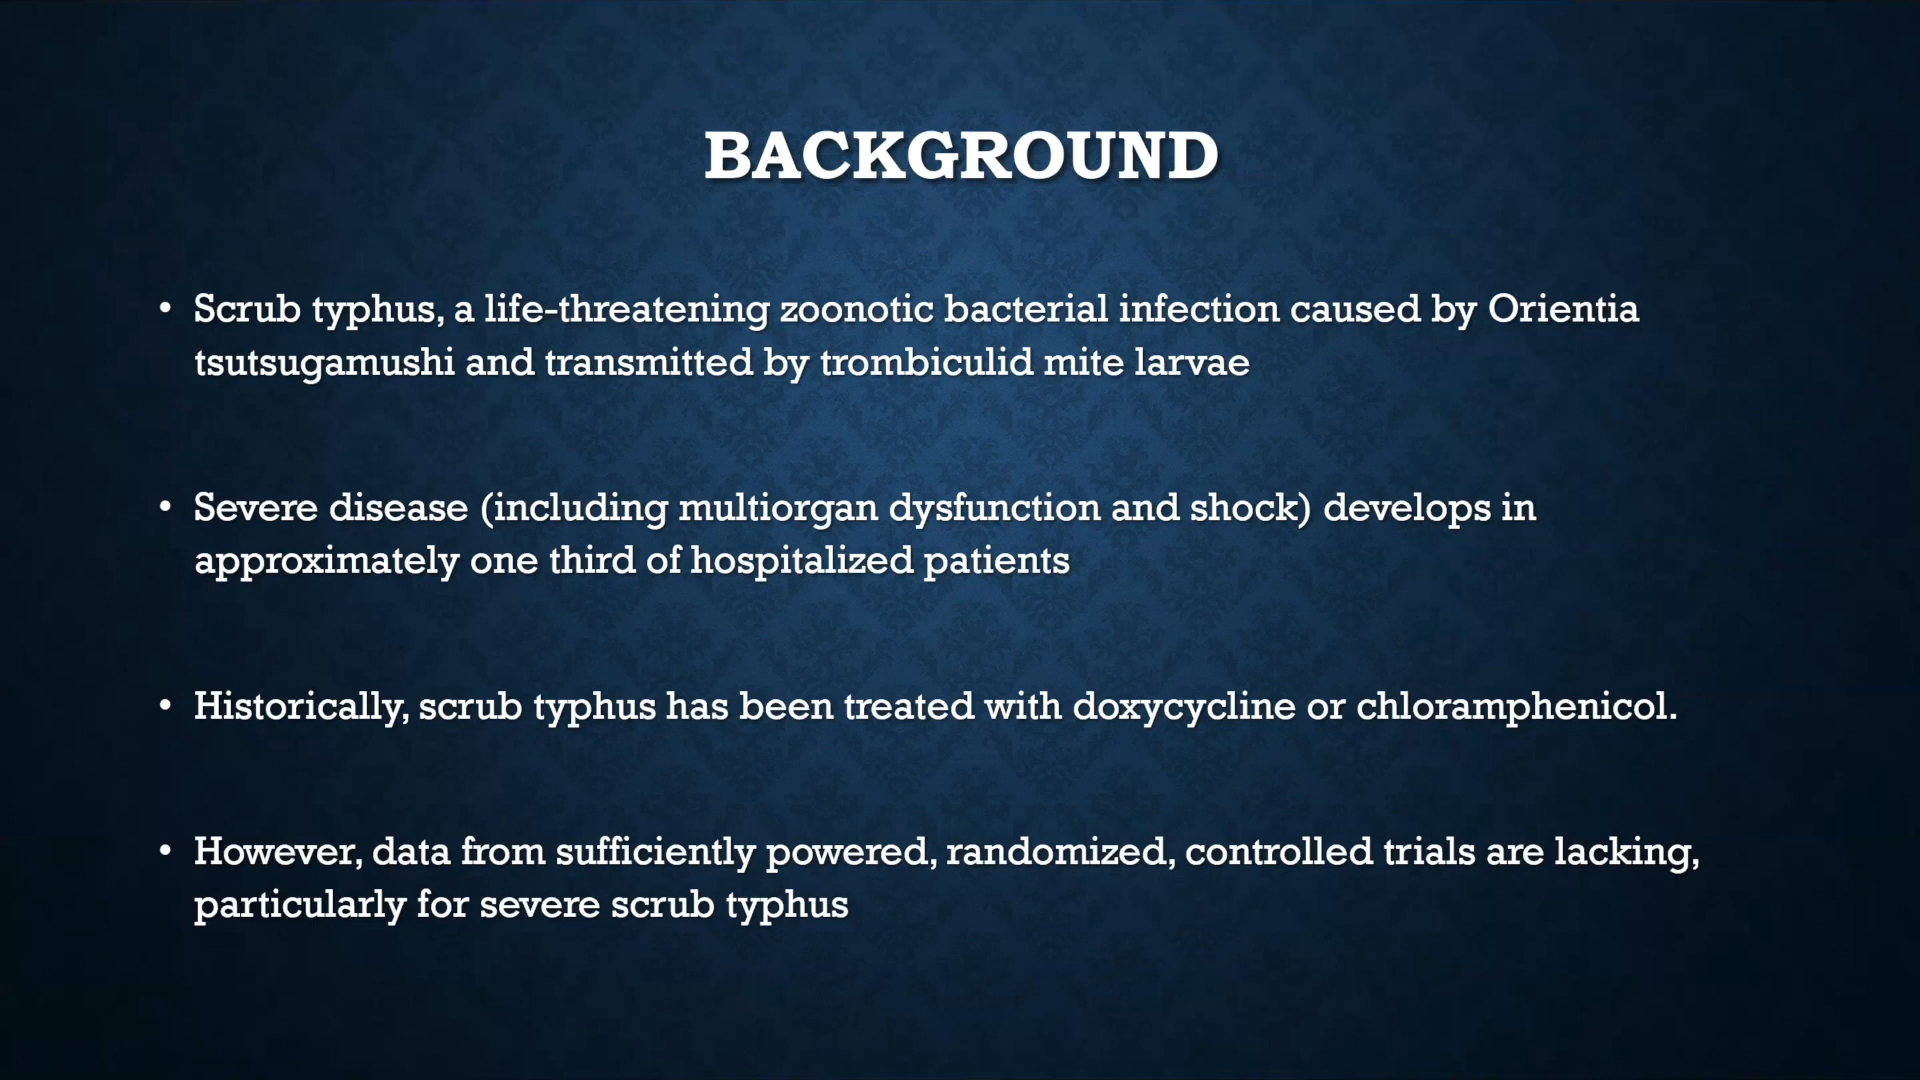 BACKGROUND
• Scrub typhus, a life-threatening zoonotic bacterial infection caused by Orientia
tsutsugamushi and transmitted by trombiculid mite larvae
• Severe disease (including multiorgan dysfunction and shock) develops in
approximately one third of hospitalized patients
• Historically, scrub typhus has been treated with doxycycline or chloramphenicol.
• However, data from sufficiently powered, randomized, controlled trials are lacking,
particularly for severe scrub typhus